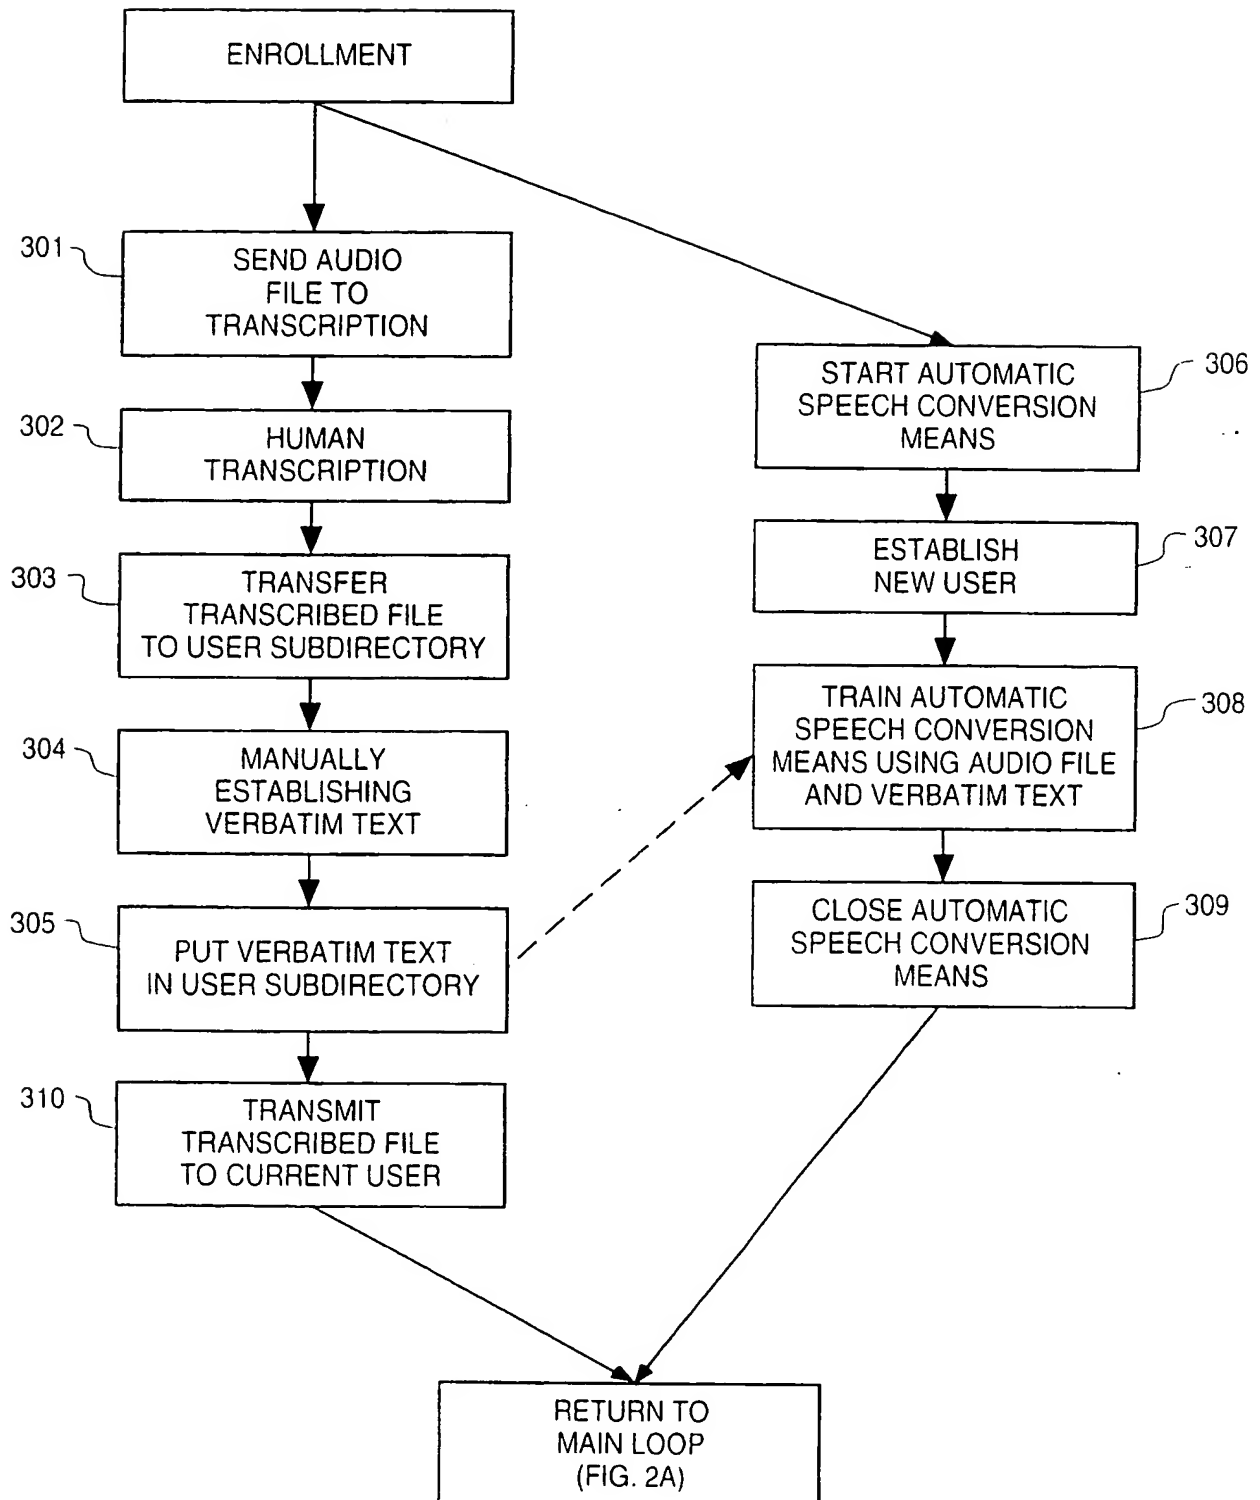 ENROLLMENT
301
SEND AUDIO
FILE TO
TRANSCRIPTION
302
HUMAN
TRANSCRIPTION
303
TRANSFER
TRANSCRIBED FILE
TO USER SUBDIRECTORY
304
MANUALLY
ESTABLISHING
VERBATIM TEXT
305
PUT VERBATIM TEXT
IN USER SUBDIRECTORY
310
TRANSMIT
TRANSCRIBED FILE
TO CURRENT USER
306
START AUTOMATIC
SPEECH CONVERSION
MEANS
307
ESTABLISH
NEW USER
308
TRAIN AUTOMATIC
SPEECH CONVERSION
MEANS USING AUDIO FILE
AND VERBATIM TEXT
309
CLOSE AUTOMATIC
SPEECH CONVERSION
MEANS
RETURN TO
MAIN LOOP
(FIG. 2A)